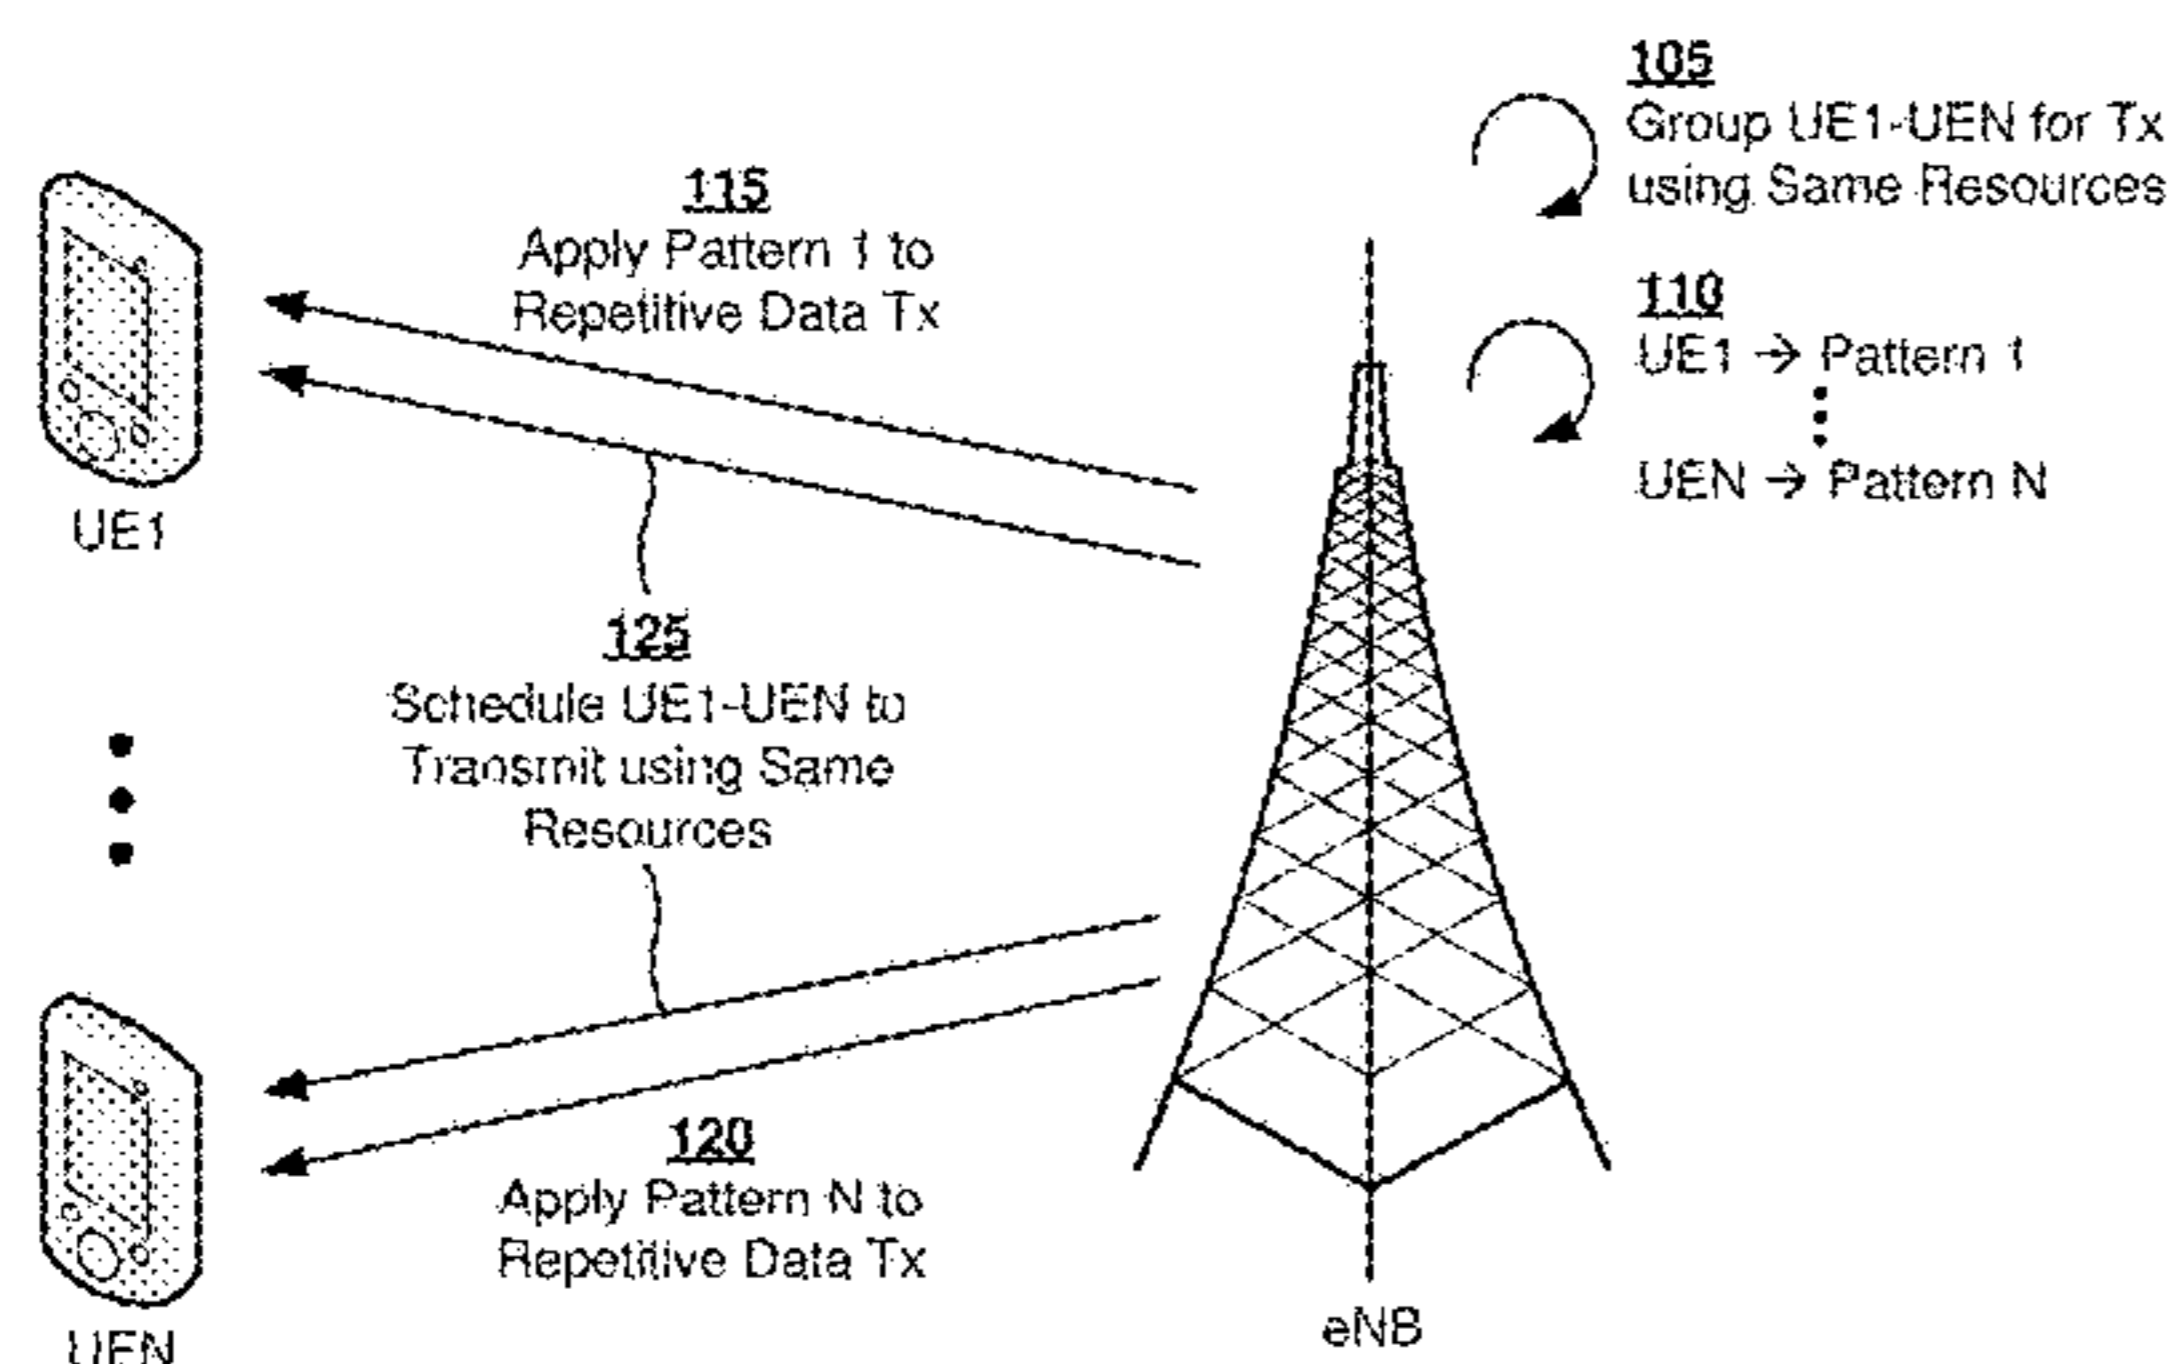 105
Group UE1-UEN for Tx
using Same Resources
115
Apply Pattern 1 to
Repetitive Data Tx
110
UE1 → Pattern 1
UEN → Pattern N
UE1
125
Schedule UE1-UEN to
Transmit using Same
Resources
120
Apply Pattern N to
Repetitive Data Tx
eNB
UEN